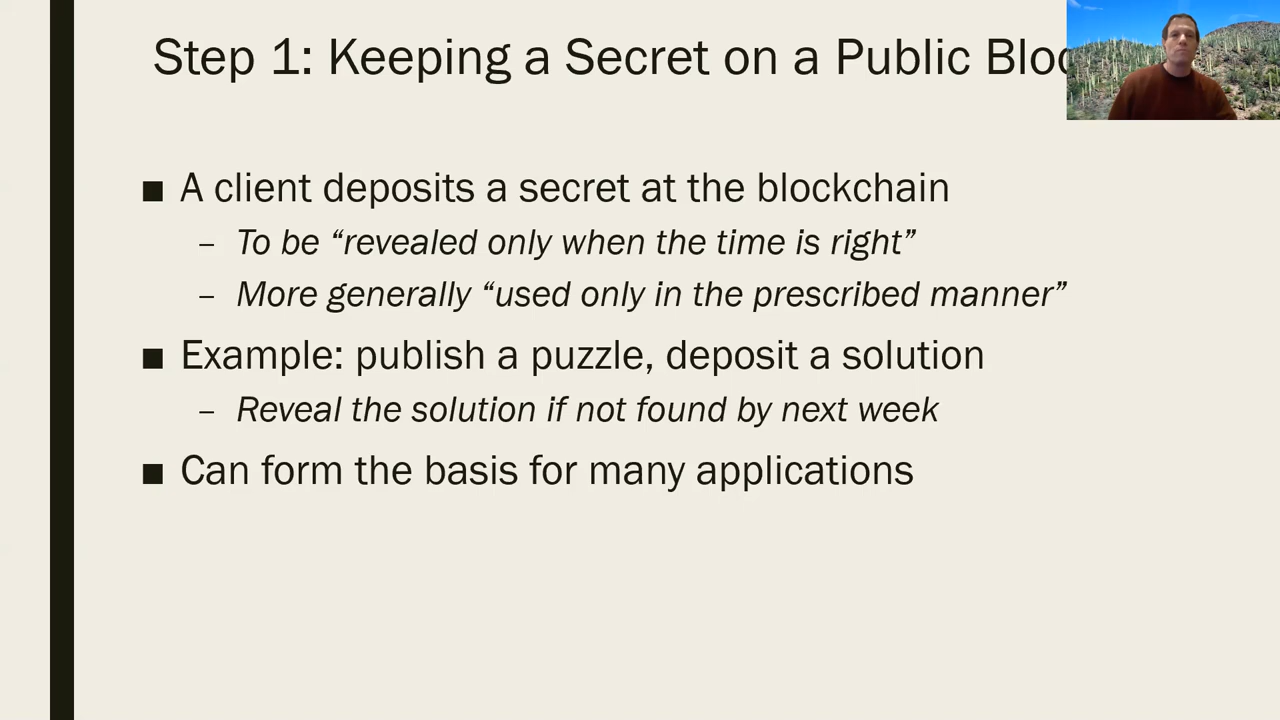 Step 1: Keeping a Secret on a Public
■ A client deposits a secret at the blockchain
– To be “revealed only when the time is right”
– More generally “used only in the prescribed manner”
■ Example: publish a puzzle, deposit a solution
– Reveal the solution if not found by next week
■ Can form the basis for many applications